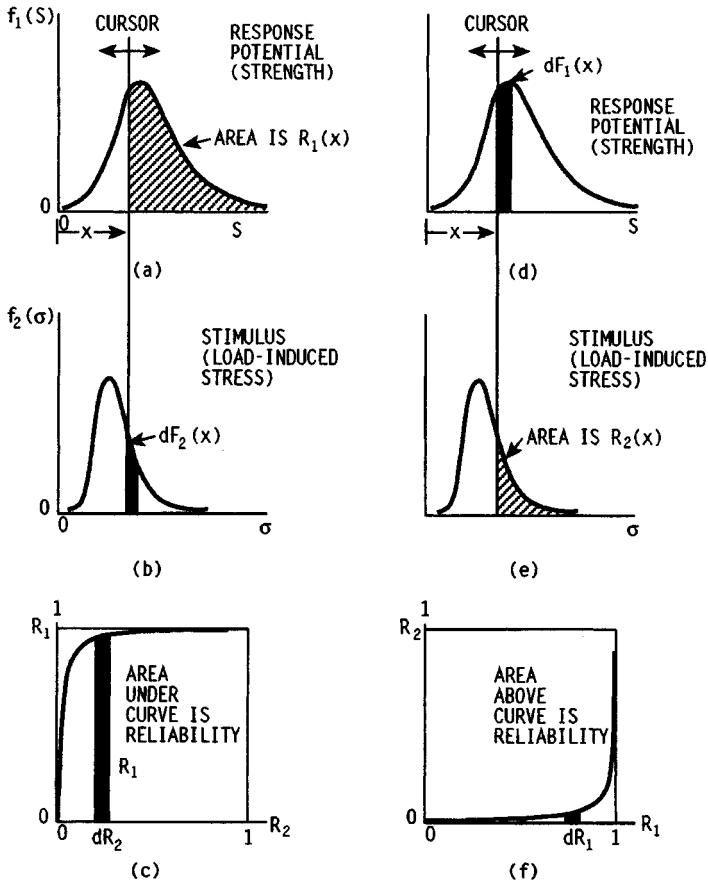 f₁(S)
CURSOR
RESPONSE
POTENTIAL
(STRENGTH)
AREA IS R₁(x)
0
0
S
x
(a)
f₂(σ)
STIMULUS
(LOAD-INDUCED
STRESS)
dF₂(x)
0
0
σ
(b)
1
R₁
AREA
UNDER
CURVE IS
RELIABILITY
R₁
0
0
dR₂
1
R₂
(c)
CURSOR
dF₁(x)
RESPONSE
POTENTIAL
(STRENGTH)
S
x
(d)
STIMULUS
(LOAD-INDUCED
STRESS)
AREA IS R₂(x)
σ
(e)
1
R₂
AREA
ABOVE
CURVE IS
RELIABILITY
0
0
dR₁
1
R₁
(f)